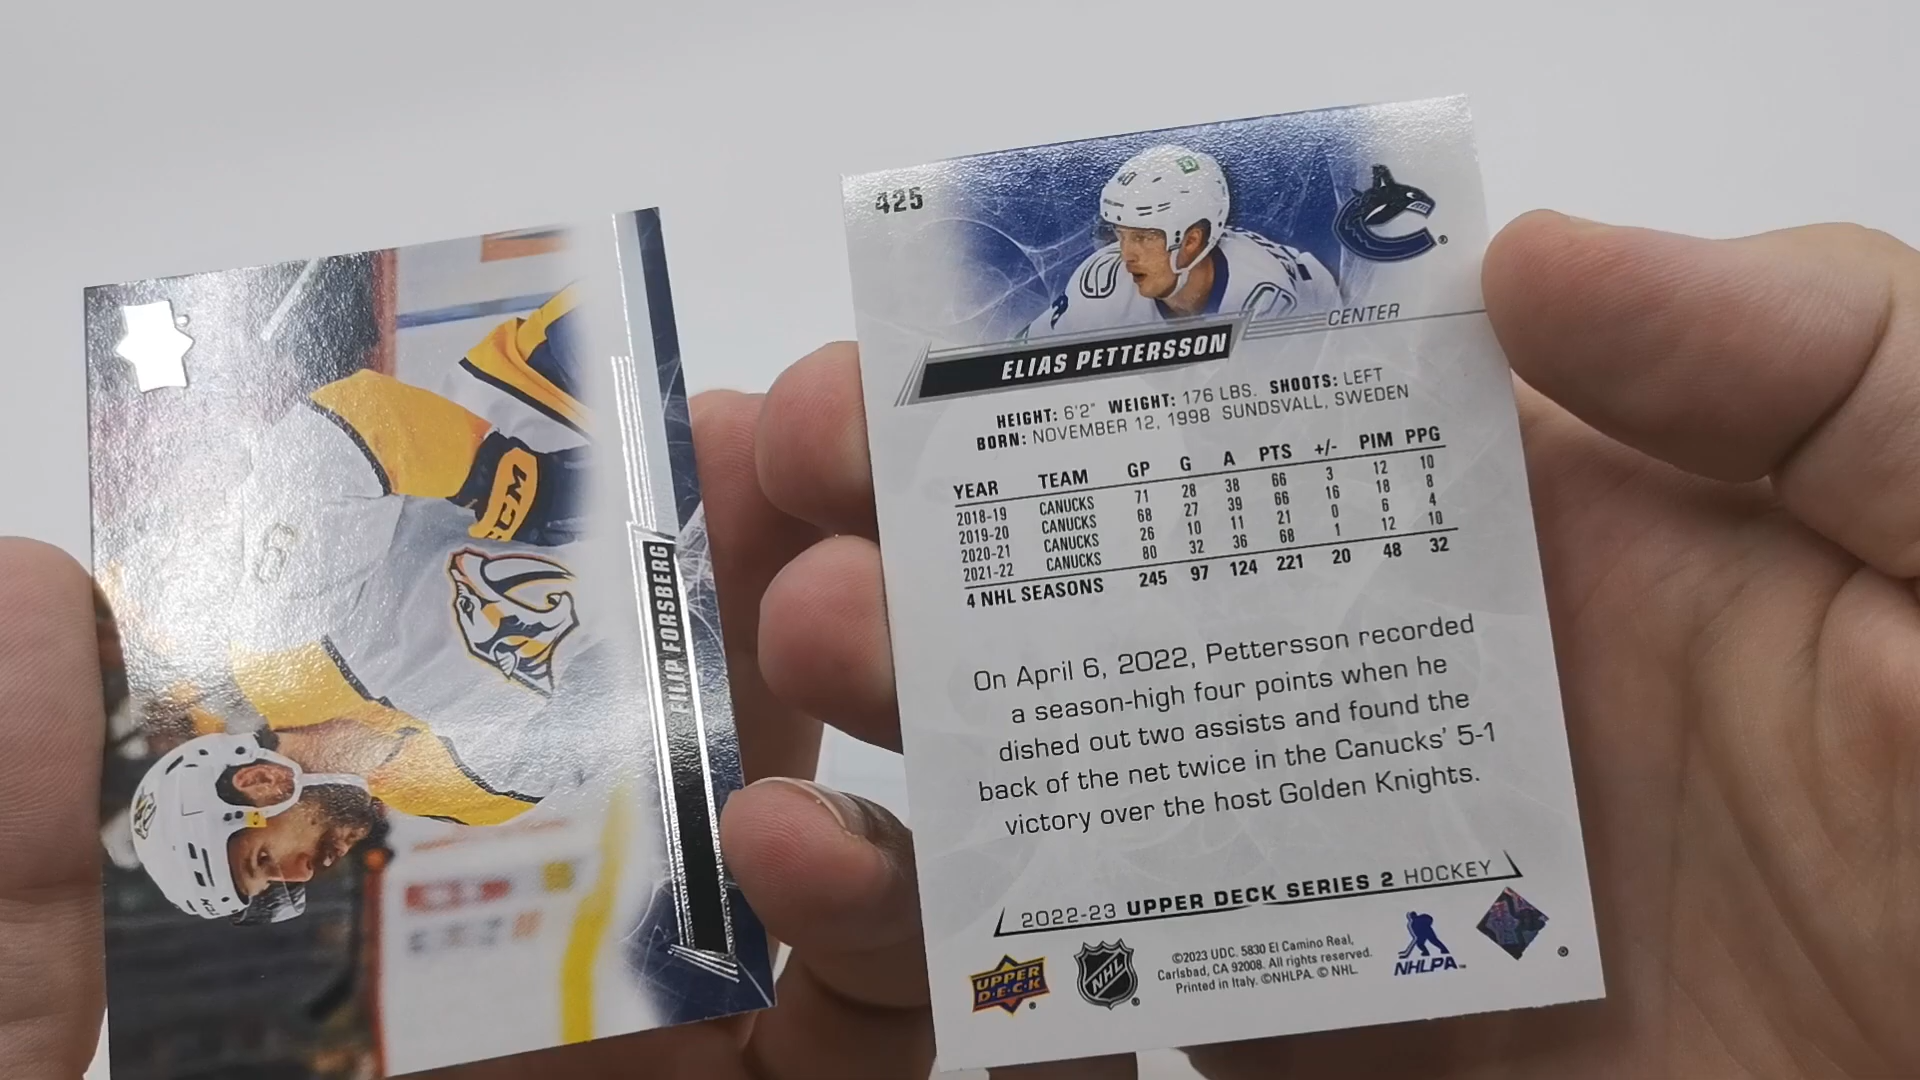 FILIP FORSBERG
CCM
425
CENTER
ELIAS PETTERSSON
HEIGHT: 6'2" WEIGHT: 176 LBS. SHOOTS: LEFT
BORN: NOVEMBER 12, 1998 SUNDSVALL, SWEDEN
YEAR TEAM GP G A PTS +/- PIM PPG
2018-19 CANUCKS 71 28 38 66 3 12 10
2019-20 CANUCKS 68 27 39 66 16 18 8
2020-21 CANUCKS 26 10 11 21 0 6 4
2021-22 CANUCKS 80 32 36 68 1 12 10
4 NHL SEASONS 245 97 124 221 20 48 32
On April 6, 2022, Pettersson recorded
a season-high four points when he
dished out two assists and found the
back of the net twice in the Canucks' 5-1
victory over the host Golden Knights.
2022-23 UPPER DECK SERIES 2 HOCKEY
UPPER
D·E·C·K
NHL
©2023 UDC. 5830 El Camino Real,
Carlsbad, CA 92008. All rights reserved.
Printed in Italy. ©NHLPA. © NHL.
NHLPA™